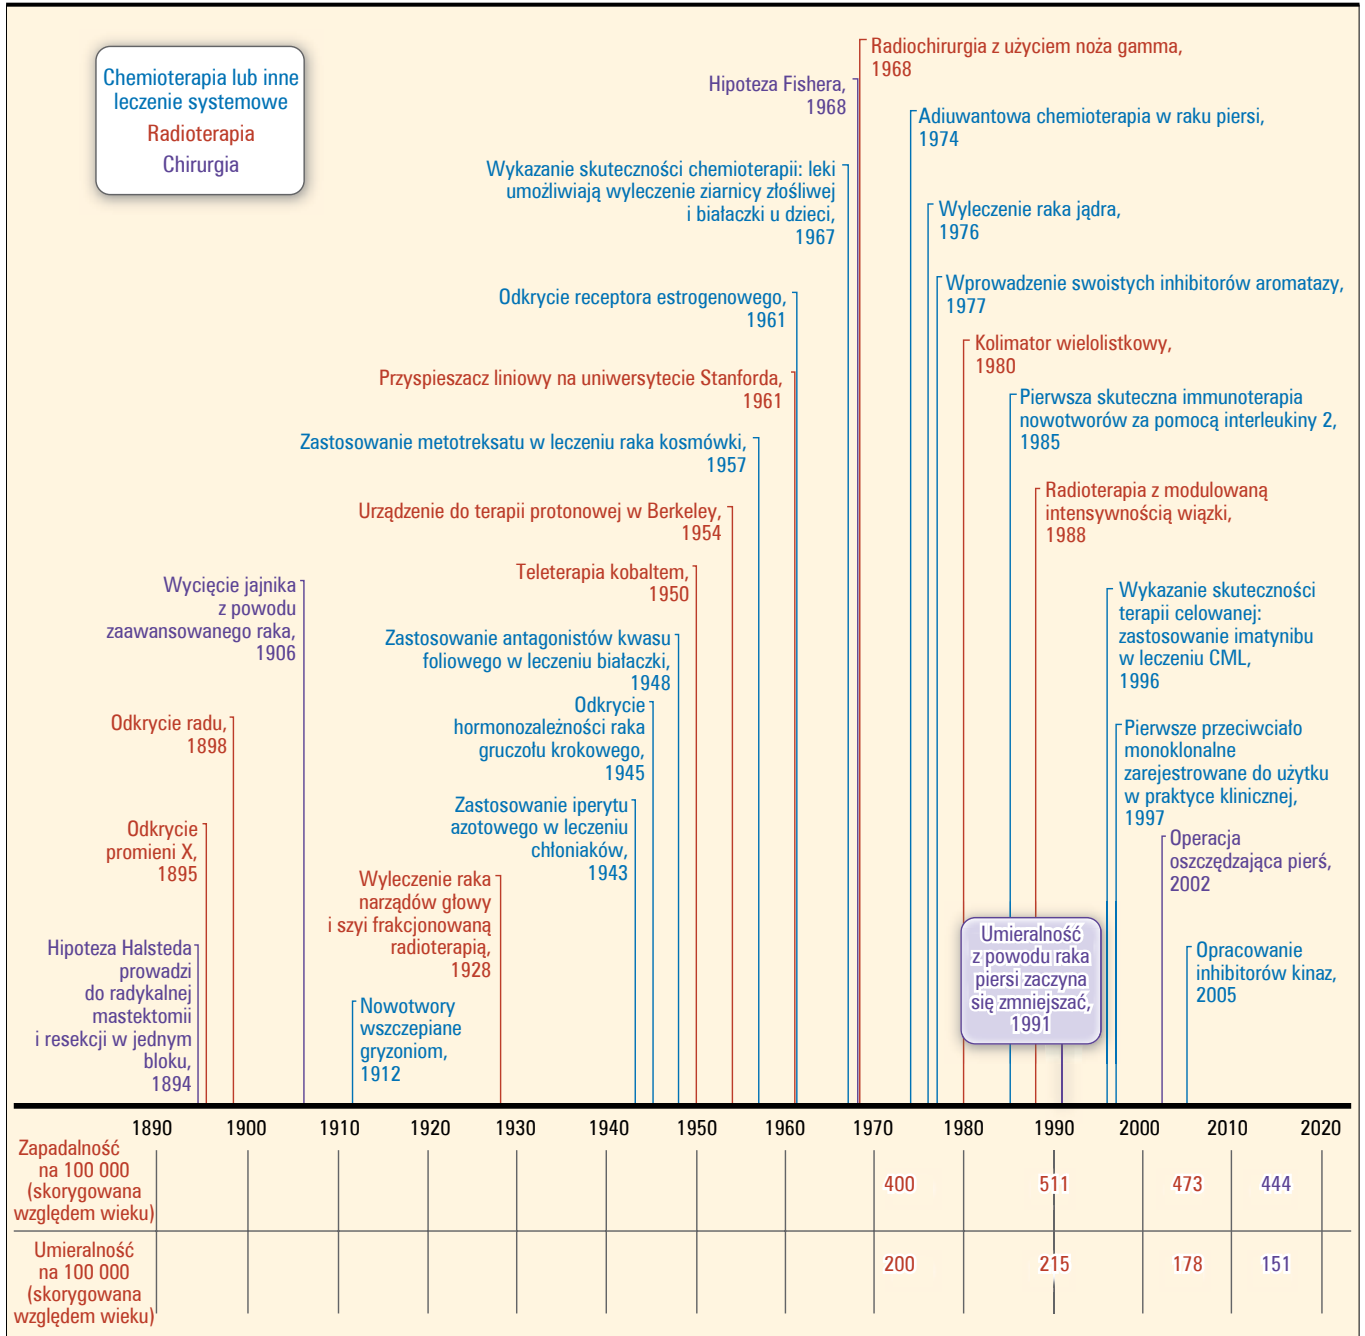 Chemioterapia lub inne
leczenie systemowe
Radioterapia
Chirurgia
Radiochirurgia z użyciem noża gamma,
1968
Hipoteza Fishera,
1968
Adiuwantowa chemioterapia w raku piersi,
1974
Wykazanie skuteczności chemioterapii: leki
umożliwiają wyleczenie ziarnicy złośliwej
i białaczki u dzieci,
1967
Wyleczenie raka jądra,
1976
Odkrycie receptora estrogenowego,
1961
Wprowadzenie swoistych inhibitorów aromatazy,
1977
Kolimator wielolistkowy,
1980
Przyspieszacz liniowy na uniwersytecie Stanforda,
1961
Pierwsza skuteczna immunoterapia
nowotworów za pomocą interleukiny 2,
1985
Zastosowanie metotreksatu w leczeniu raka kosmówki,
1957
Radioterapia z modulowaną
intensywnością wiązki,
1988
Urządzenie do terapii protonowej w Berkeley,
1954
Teleterapia kobaltem,
1950
Wycięcie jajnika
z powodu
zaawansowanego raka,
1906
Wykazanie skuteczności
terapii celowanej:
zastosowanie imatynibu
w leczeniu CML,
1996
Zastosowanie antagonistów kwasu
foliowego w leczeniu białaczki,
1948
Odkrycie
hormonozależności raka
gruczołu krokowego,
1945
Odkrycie radu,
1898
Pierwsze przeciwciało
monoklonalne
zarejestrowane do użytku
w praktyce klinicznej,
1997
Zastosowanie iperytu
azotowego w leczeniu
chłoniaków,
1943
Odkrycie
promieni X,
1895
Operacja
oszczędzająca pierś,
2002
Wyleczenie raka
narządów głowy
i szyi frakcjonowaną
radioterapią,
1928
Umieralność
z powodu raka
piersi zaczyna
się zmniejszać,
1991
Hipoteza Halsteda
prowadzi
do radykalnej
mastektomii
i resekcji w jednym
bloku,
1894
Opracowanie
inhibitorów kinaz,
2005
Nowotwory
wszczepiane
gryzoniom,
1912
1890 1900 1910 1920 1930 1940 1950 1960 1970 1980 1990 2000 2010 2020
Zapadalność
na 100 000
(skorygowana
względem wieku)
400 511 473 444
Umieralność
na 100 000
(skorygowana
względem wieku)
200 215 178 151